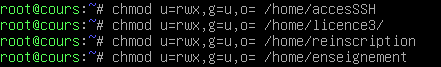 root@cours:~# chmod u=rwx,g=u,o= /home/accesSSH
root@cours:~# chmod u=rwx,g=u,o= /home/licence3/
root@cours:~# chmod u=rwx,g=u,o= /home/reinscription
root@cours:~# chmod u=rwx,g=u,o= /home/enseignement